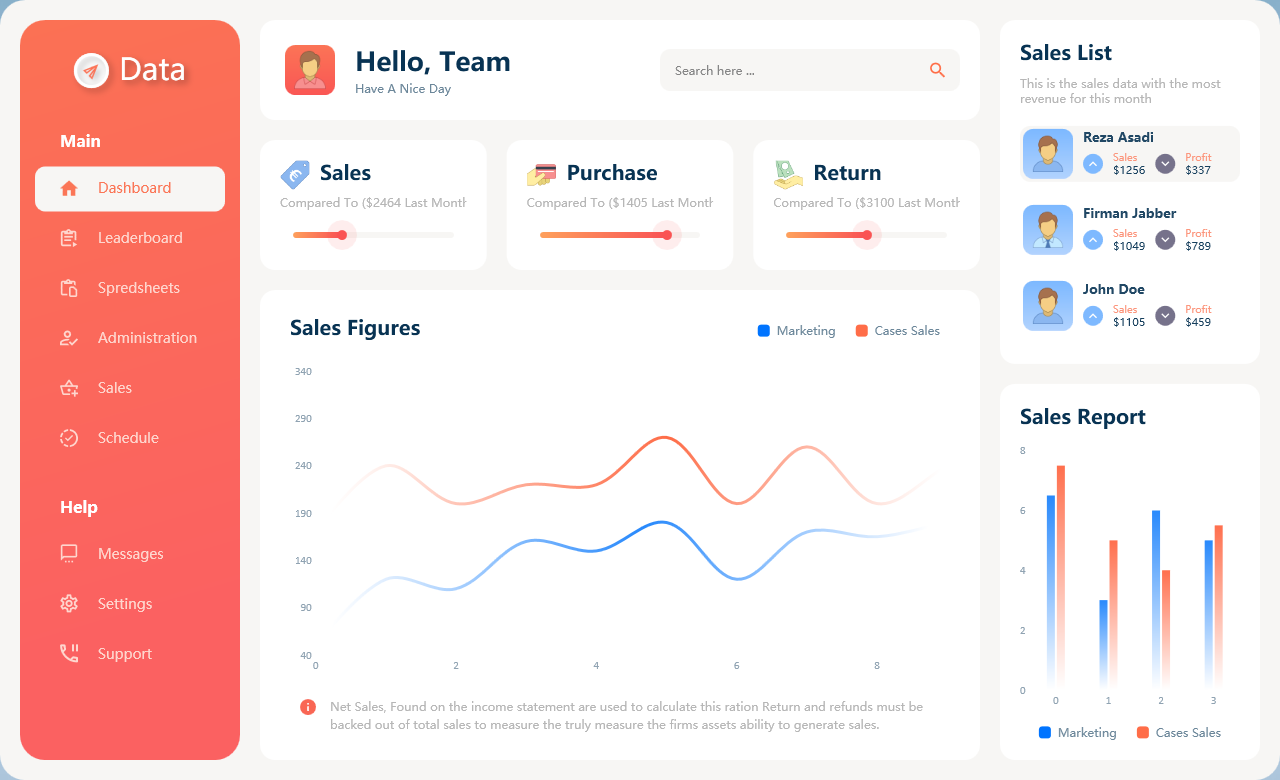 Data
Main
Dashboard
Leaderboard
Spredsheets
Administration
Sales
Schedule
Help
Messages
Settings
Support
Hello, Team
Have A Nice Day
Search here ...
Sales
Compared To ($2464 Last Month
Purchase
Compared To ($1405 Last Month
Return
Compared To ($3100 Last Month
Sales Figures
Marketing
Cases Sales
340
290
240
190
140
90
40
0 2 4 6 8
Net Sales, Found on the income statement are used to calculate this ration Return and refunds must be
backed out of total sales to measure the truly measure the firms assets ability to generate sales.
Sales List
This is the sales data with the most
revenue for this month
Reza Asadi
Sales Profit
$1256 $337
Firman Jabber
Sales Profit
$1049 $789
John Doe
Sales Profit
$1105 $459
Sales Report
8
6
4
2
0
0 1 2 3
Marketing Cases Sales